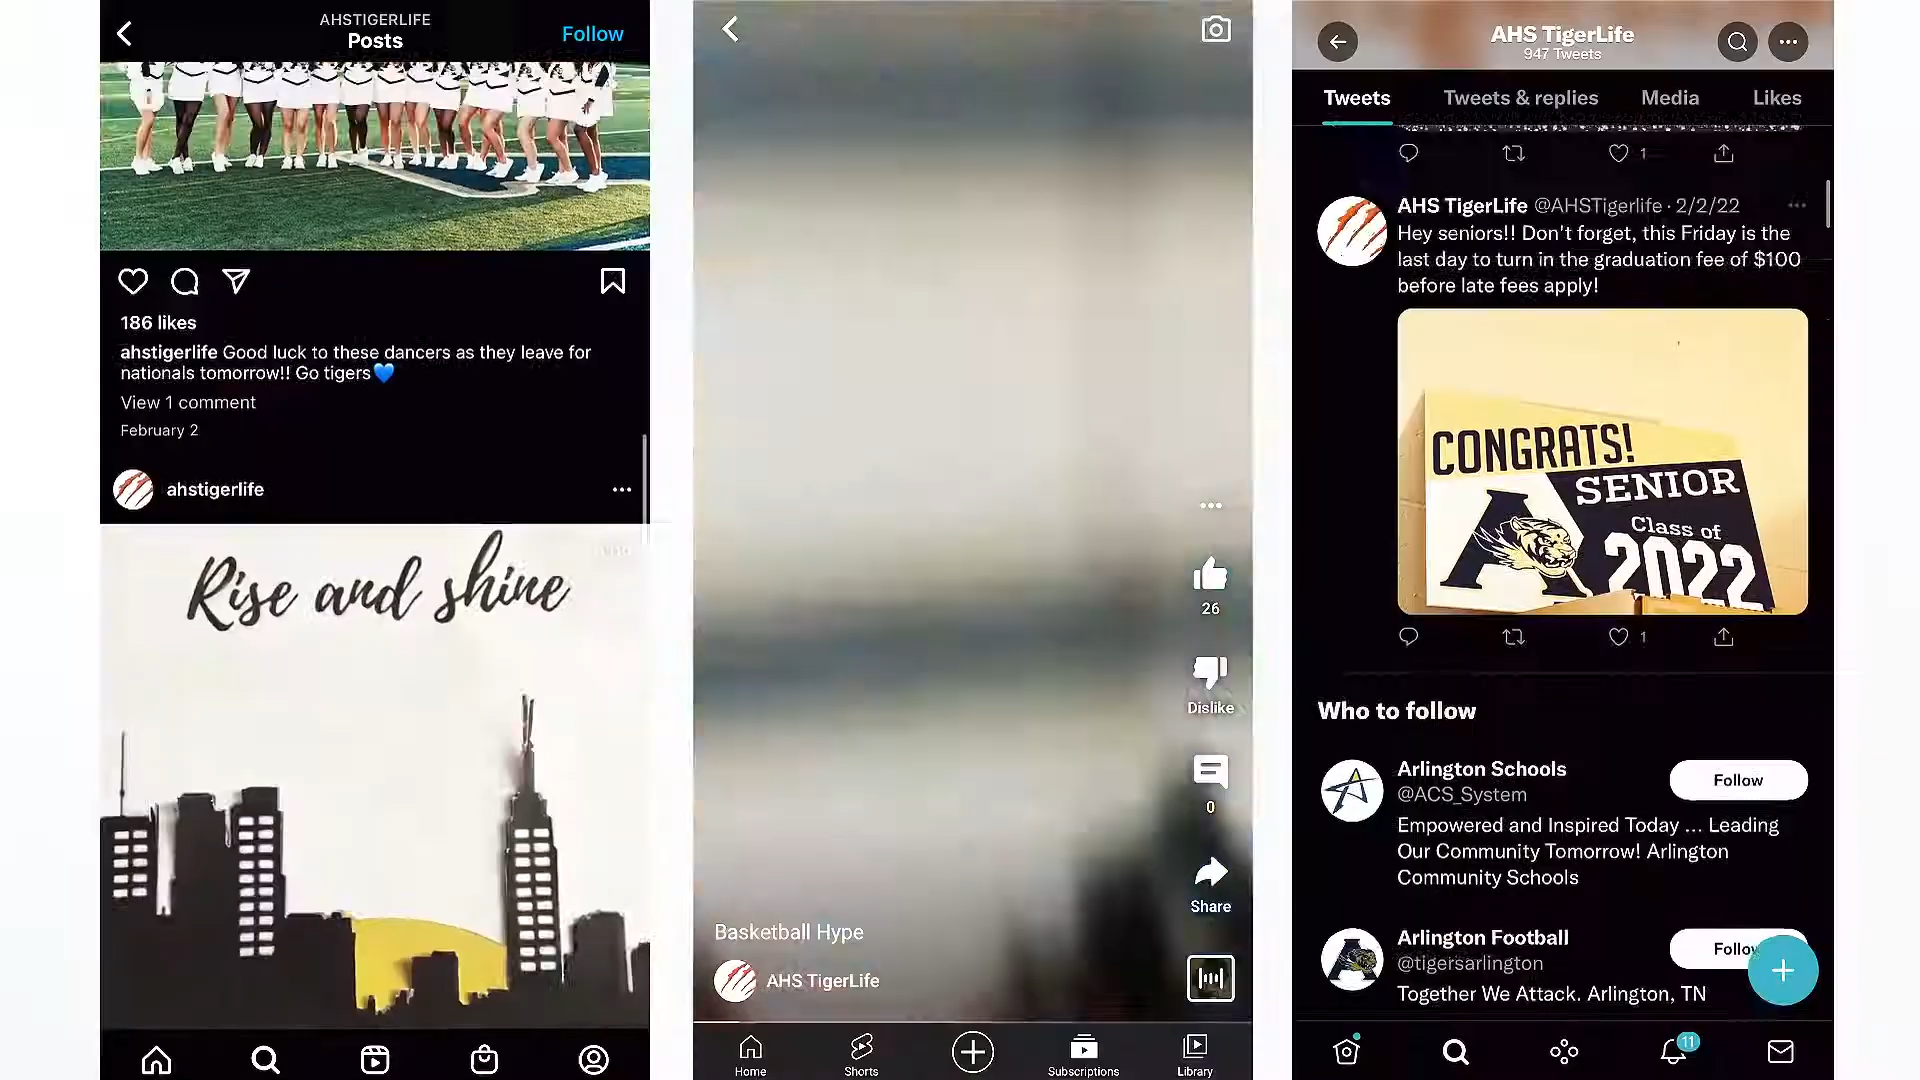 AHSTIGERLIFE
Posts
Follow
186 likes
ahstigerlife Good luck to these dancers as they leave for
nationals tomorrow!! Go tigers💙
View 1 comment
February 2
ahstigerlife
Rise and shine
26
Dislike
0
Share
Basketball Hype
AHS TigerLife
Home
Shorts
Subscriptions
Library
AHS TigerLife
947 Tweets
Tweets
Tweets & replies
Media
Likes
1
AHS TigerLife @AHSTigerlife · 2/2/22
Hey seniors!! Don't forget, this Friday is the
last day to turn in the graduation fee of $100
before late fees apply!
CONGRATS!
SENIOR
A
Class of
2022
1
Who to follow
Arlington Schools
Follow
@ACS_System
Empowered and Inspired Today ... Leading
Our Community Tomorrow! Arlington
Community Schools
Arlington Football
Follow
@tigersarlington
Together We Attack. Arlington, TN
11